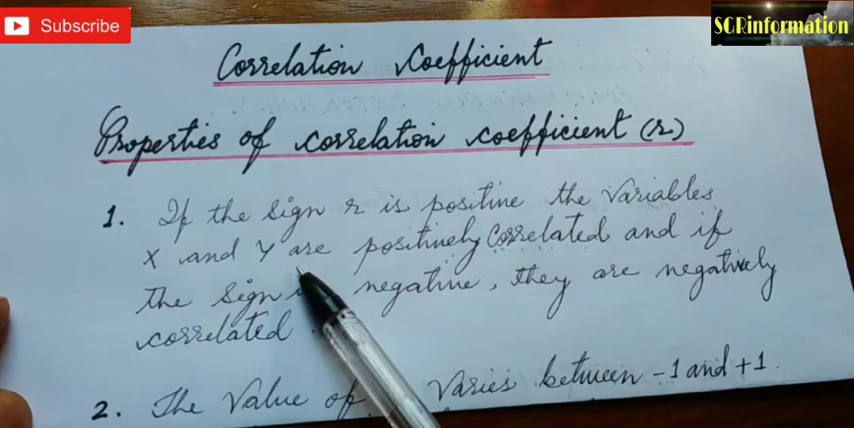 Subscribe
SCRinformation
Correlation Coefficient
Properties of correlation coefficient (r)
1. If the sign r is positive the variables
X and Y are positively Correlated and if
the sign negative, they are negatively
correlated.
2. The Value of varies between -1 and +1.